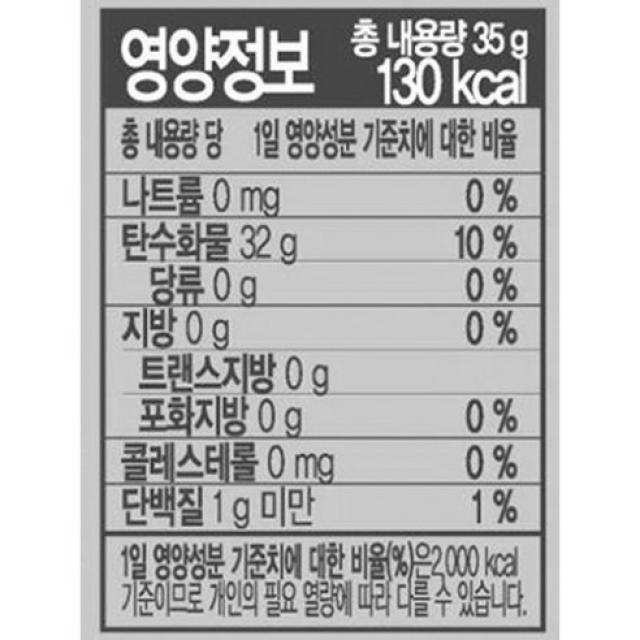 영양정보 총 내용량 35 g
130 kcal
총 내용량 당 1일 영양성분 기준치에 대한 비율
나트륨 0 mg 0 %
탄수화물 32 g 10 %
당류 0 g 0 %
지방 0 g 0 %
트랜스지방 0 g
포화지방 0 g 0 %
콜레스테롤 0 mg 0 %
단백질 1 g 미만 1 %
1일 영양성분 기준치에 대한 비율(%)은2,000 kcal
기준이므로 개인의 필요 열량에 따라 다를 수 있습니다.